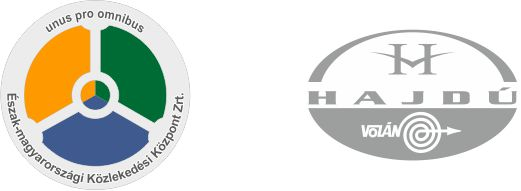 unus pro omnibus
Észak-magyarországi Közlekedési Központ Zrt.
H
HAJDÚ
VOLÁN